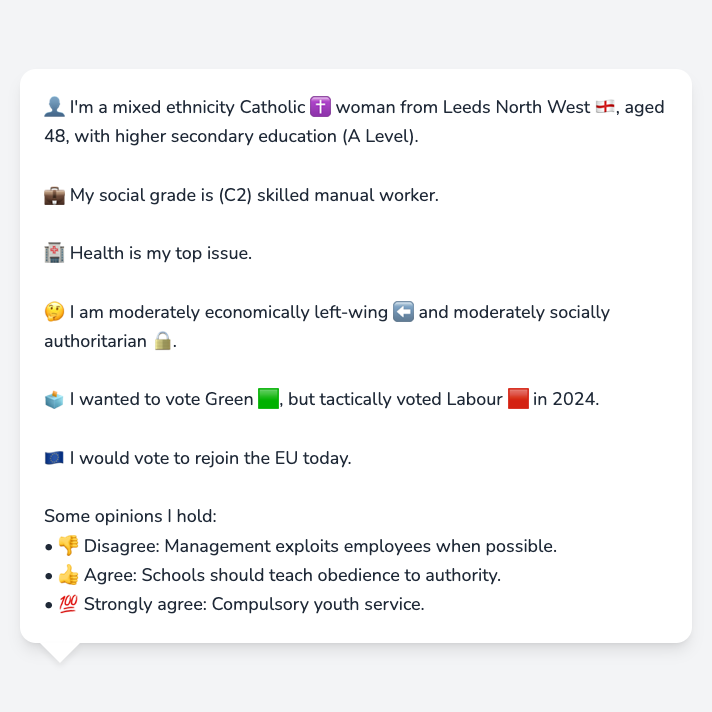 👤 I'm a mixed ethnicity Catholic ✝️ woman from Leeds North West 🏴󠁧󠁢󠁥󠁮󠁧󠁿, aged
48, with higher secondary education (A Level).
💼 My social grade is (C2) skilled manual worker.
🏥 Health is my top issue.
🤔 I am moderately economically left-wing ⬅️ and moderately socially
authoritarian 🔒.
🗳️ I wanted to vote Green 🟩, but tactically voted Labour 🟥 in 2024.
🇪🇺 I would vote to rejoin the EU today.
Some opinions I hold:
• 👎 Disagree: Management exploits employees when possible.
• 👍 Agree: Schools should teach obedience to authority.
• 💯 Strongly agree: Compulsory youth service.